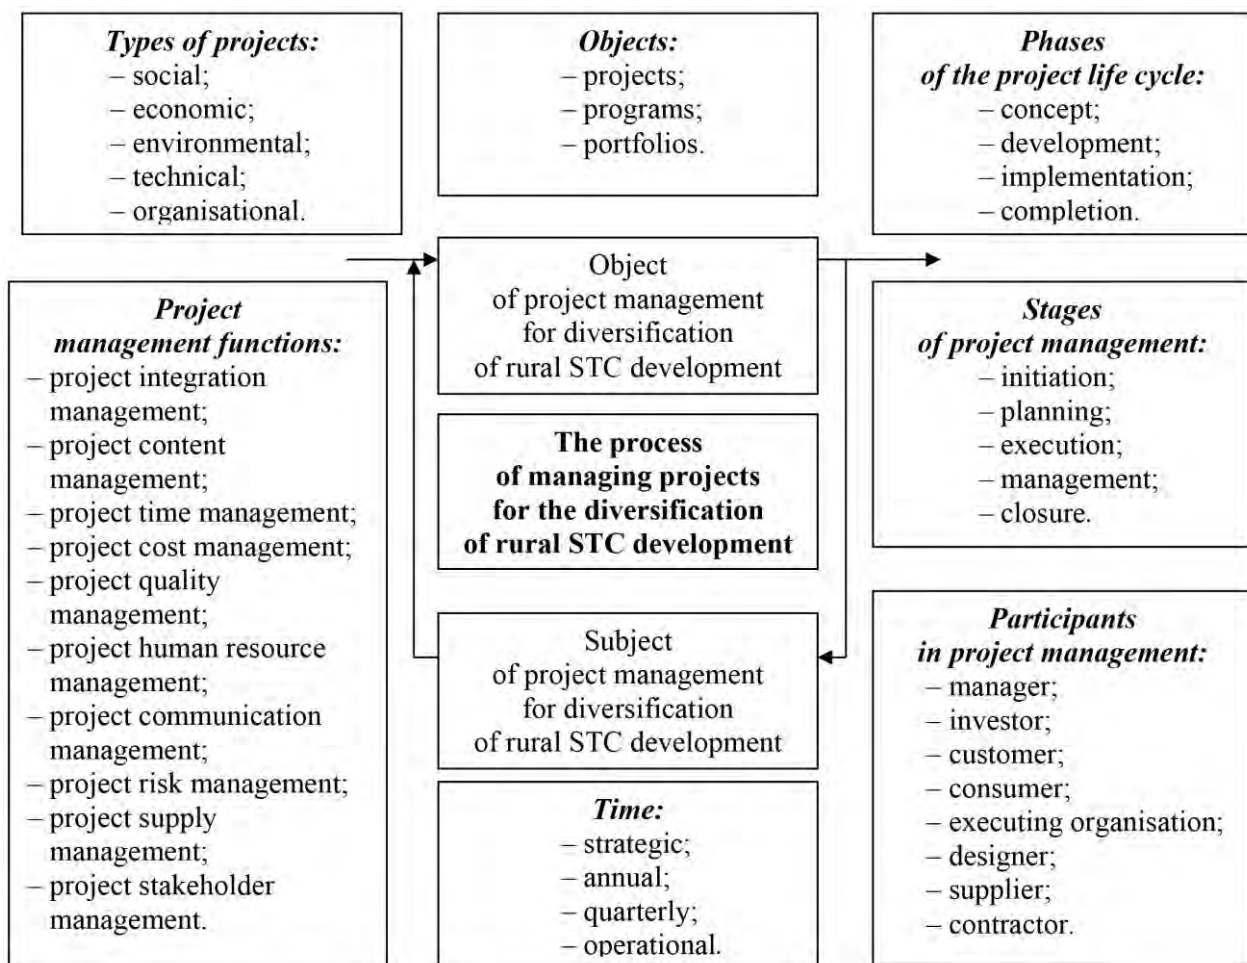 Types of projects:
– social;
– economic;
– environmental;
– technical;
– organisational.
Objects:
– projects;
– programs;
– portfolios.
Phases
of the project life cycle:
– concept;
– development;
– implementation;
– completion.
Project
management functions:
– project integration
management;
– project content
management;
– project time management;
– project cost management;
– project quality
management;
– project human resource
management;
– project communication
management;
– project risk management;
– project supply
management;
– project stakeholder
management.
Object
of project management
for diversification
of rural STC development
The process
of managing projects
for the diversification
of rural STC development
Subject
of project management
for diversification
of rural STC development
Time:
– strategic;
– annual;
– quarterly;
– operational.
Stages
of project management:
– initiation;
– planning;
– execution;
– management;
– closure.
Participants
in project management:
– manager;
– investor;
– customer;
– consumer;
– executing organisation;
– designer;
– supplier;
– contractor.